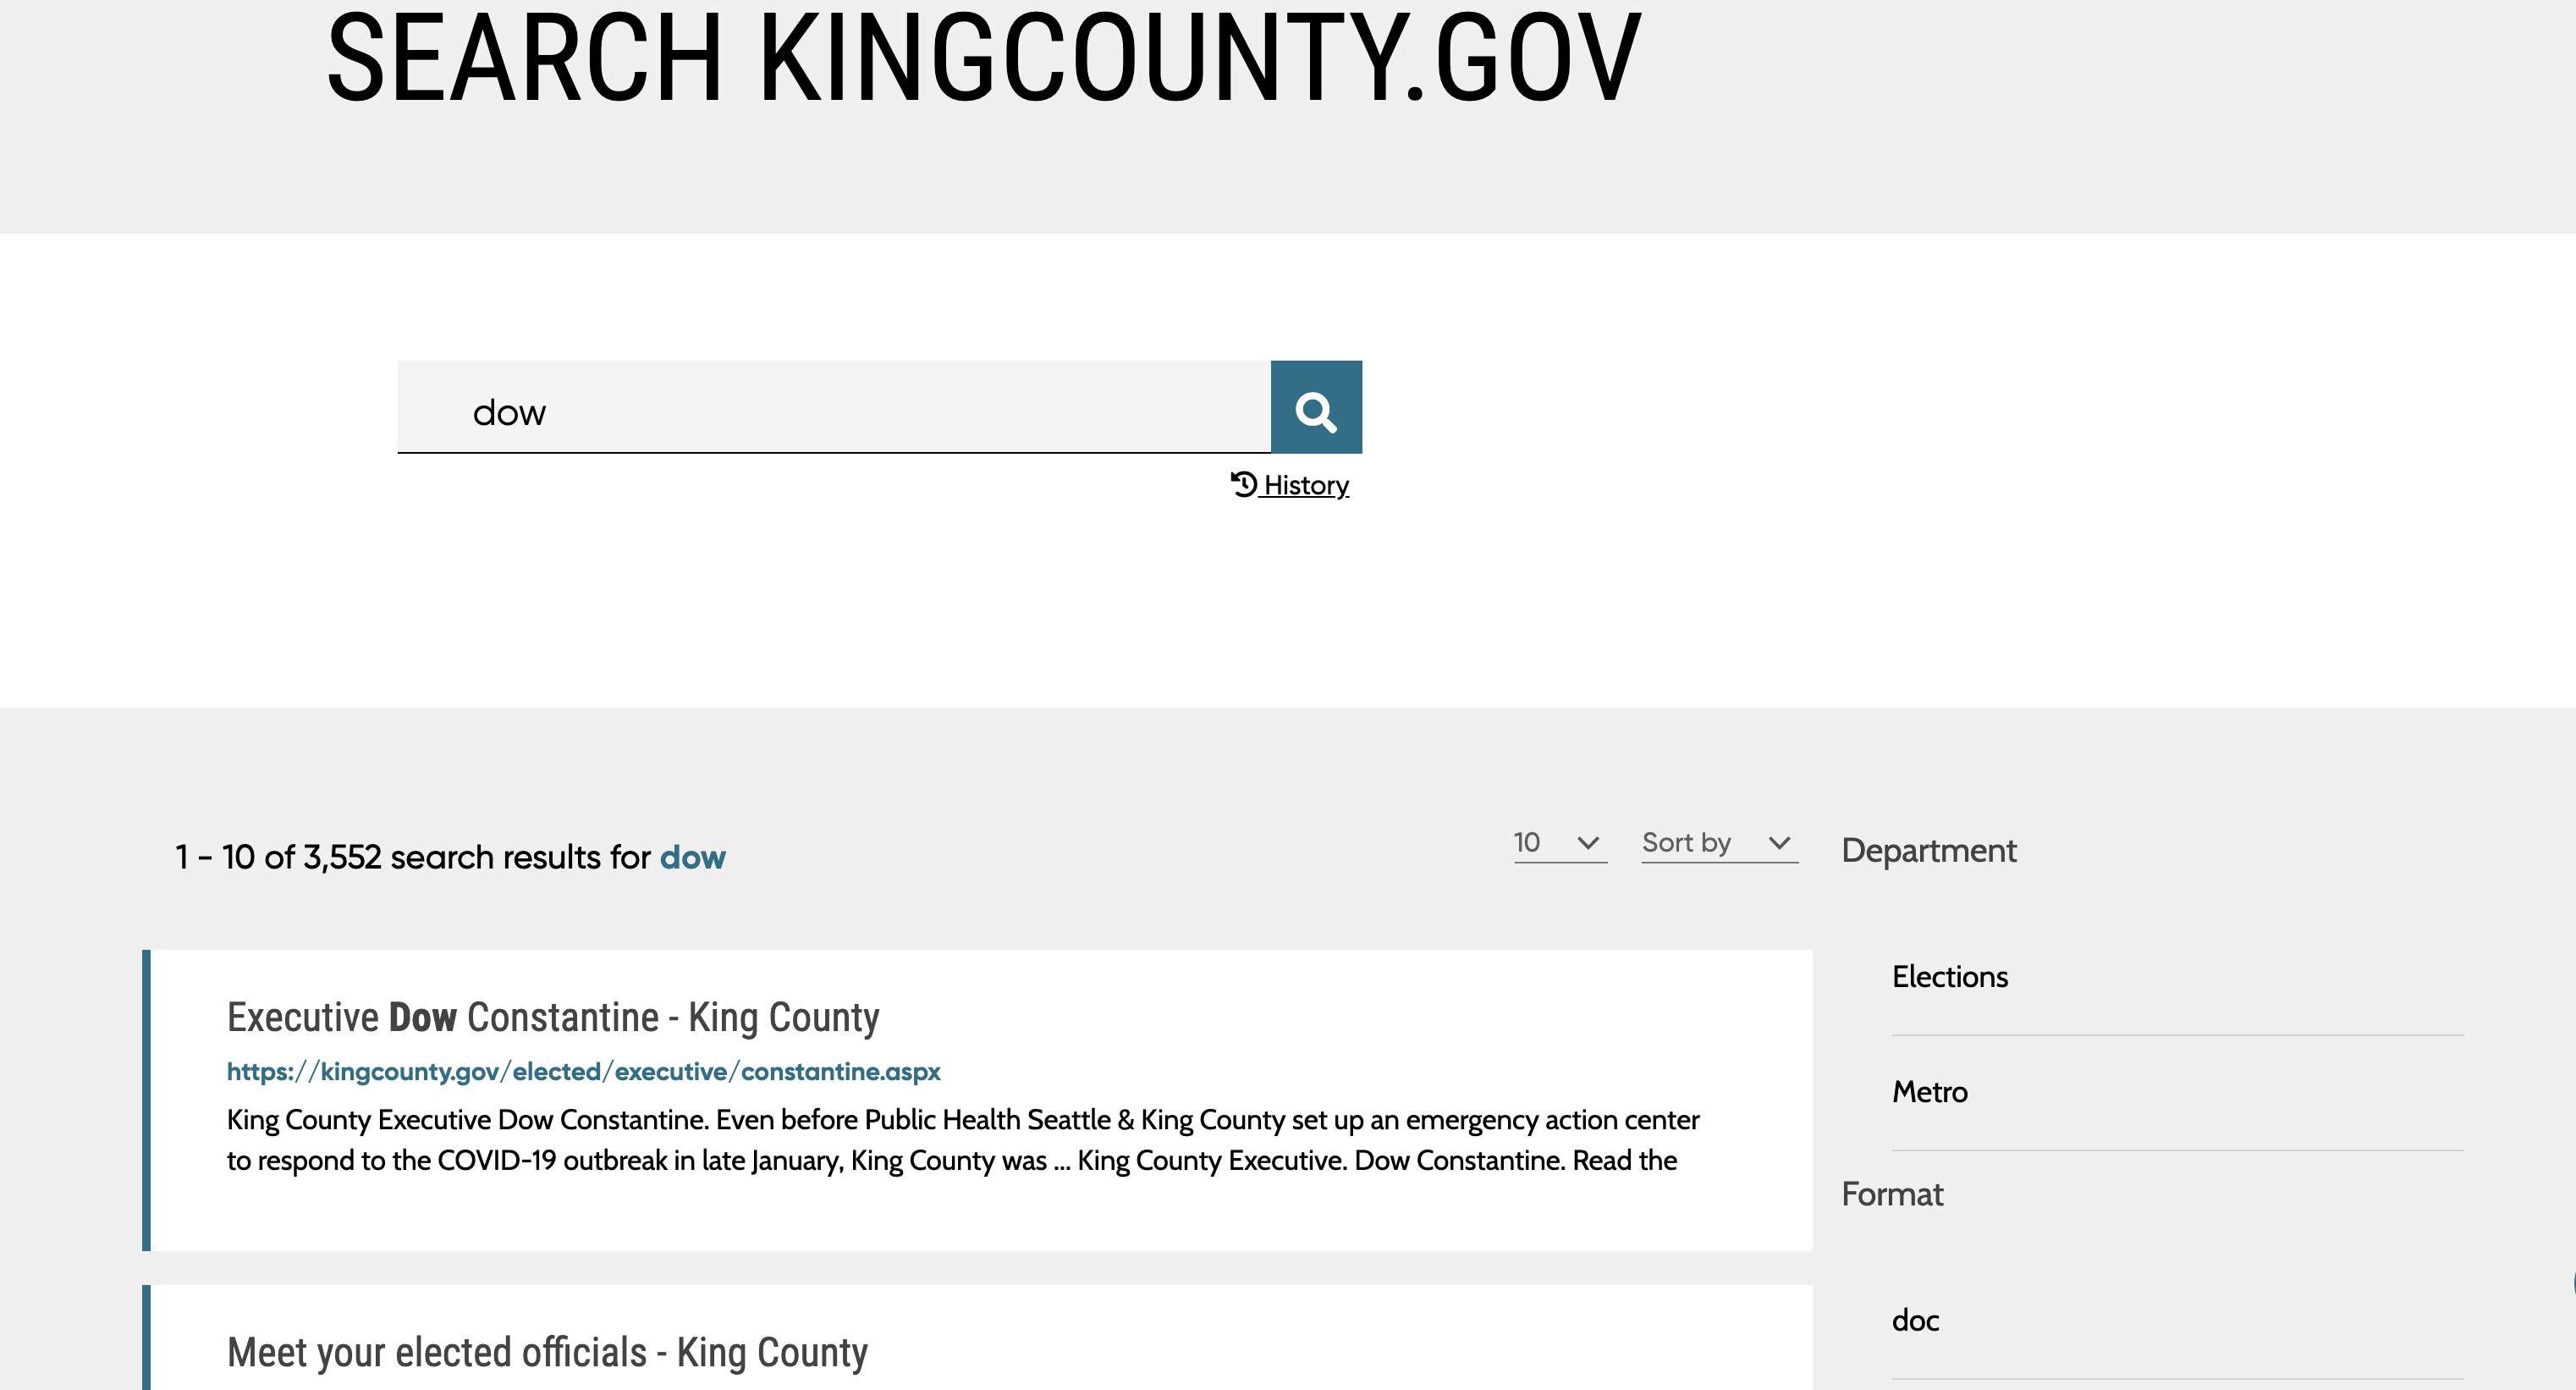 SEARCH KINGCOUNTY.GOV
dow
History
1 - 10 of 3,552 search results for dow
10
Sort by
Executive Dow Constantine - King County
https://kingcounty.gov/elected/executive/constantine.aspx
King County Executive Dow Constantine. Even before Public Health Seattle & King County set up an emergency action center
to respond to the COVID-19 outbreak in late January, King County was ... King County Executive. Dow Constantine. Read the
Meet your elected officials - King County
Department
Elections
Metro
Format
doc